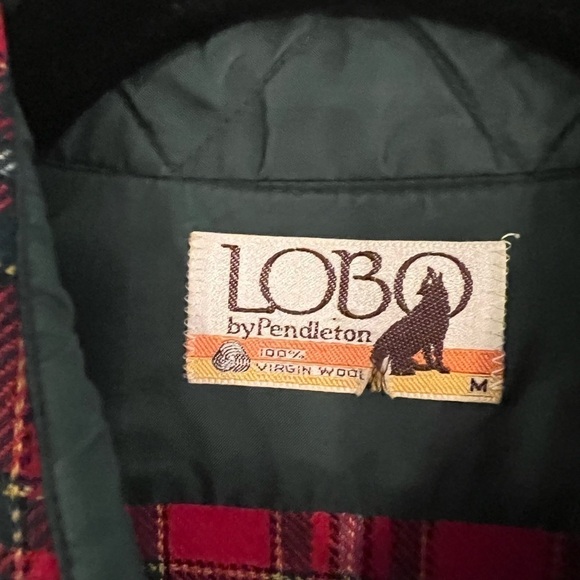 LOBO
by Pendleton
100%
VIRGIN WOOL
M